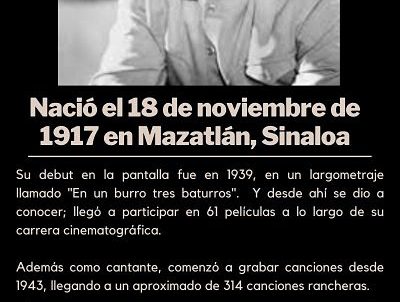 Nació el 18 de noviembre de
1917 en Mazatlán, Sinaloa
Su debut en la pantalla fue en 1939, en un largometraje
llamado "En un burro tres baturros". Y desde ahí se dio a
conocer; llegó a participar en 61 películas a lo largo de su
carrera cinematográfica.
Además como cantante, comenzó a grabar canciones desde
1943, llegando a un aproximado de 314 canciones rancheras.